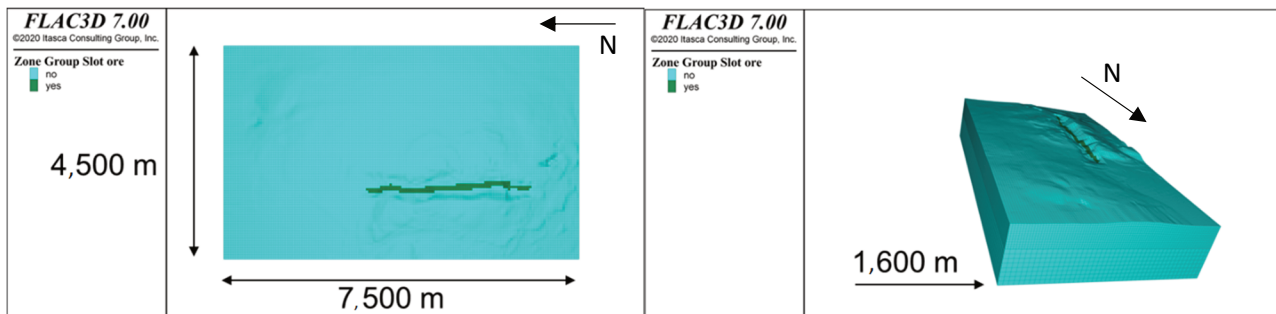 FLAC3D 7.00
©2020 Itasca Consulting Group, Inc.
Zone Group Slot ore
no
yes
N
4,500 m
7,500 m
FLAC3D 7.00
©2020 Itasca Consulting Group, Inc.
Zone Group Slot ore
no
yes
N
1,600 m